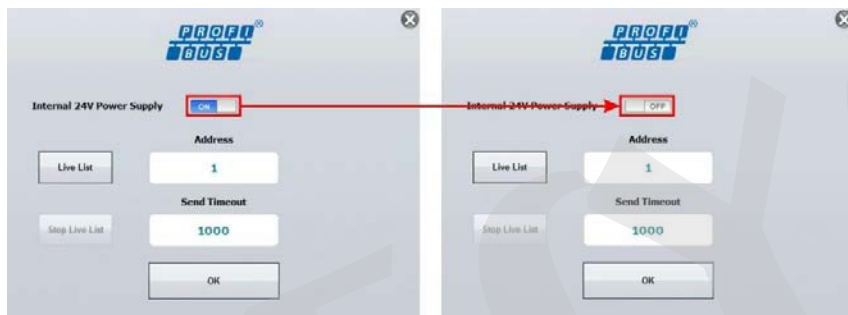 PROFI®
BUS
Internal 24V Power Supply ON
Address
Live List 1
Send Timeout
Stop Live List 1000
OK
PROFI®
BUS
Internal 24V Power Supply OFF
Address
Live List 1
Send Timeout
Stop Live List 1000
OK